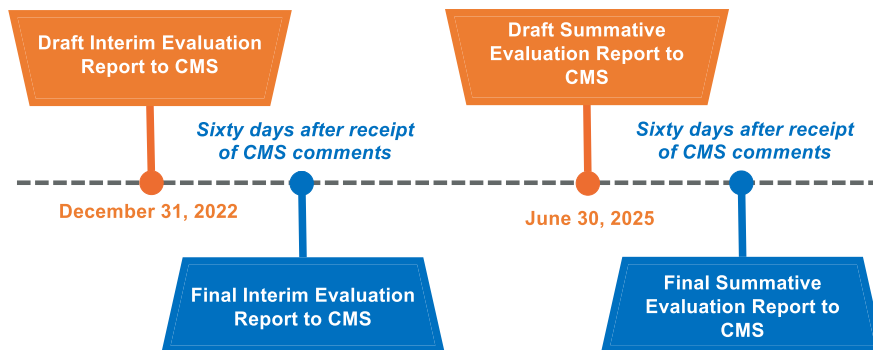 Draft Interim Evaluation
Report to CMS
Draft Summative
Evaluation Report to
CMS
Sixty days after receipt
of CMS comments
Sixty days after receipt
of CMS comments
December 31, 2022
June 30, 2025
Final Interim Evaluation
Report to CMS
Final Summative
Evaluation Report to
CMS